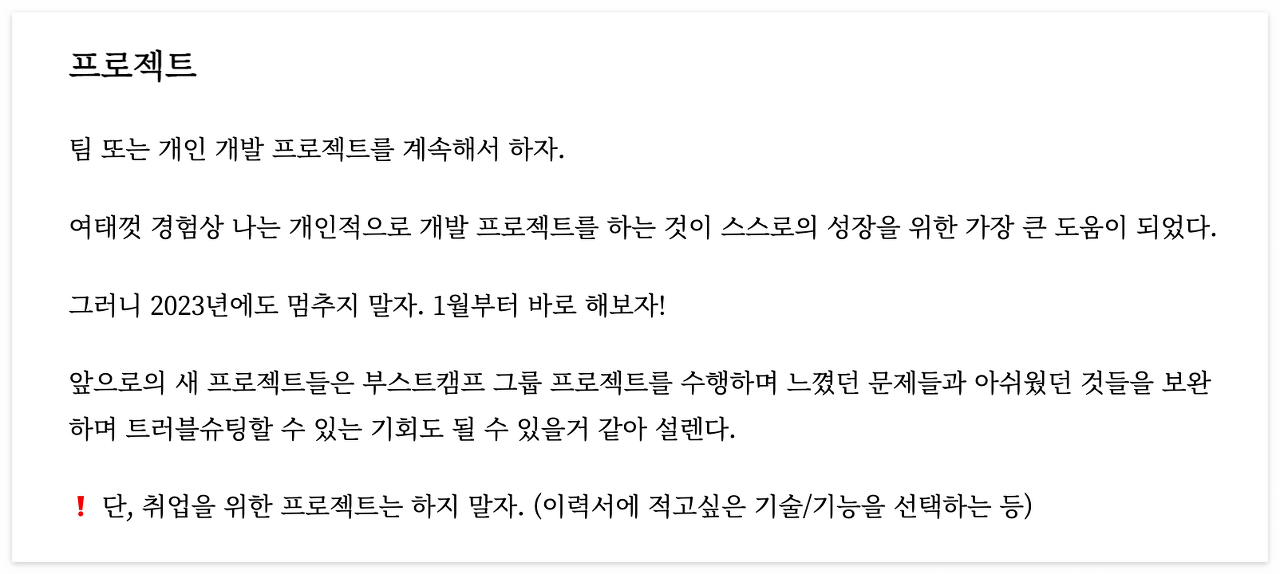 프로젝트
팀 또는 개인 개발 프로젝트를 계속해서 하자.
여태껏 경험상 나는 개인적으로 개발 프로젝트를 하는 것이 스스로의 성장을 위한 가장 큰 도움이 되었다.
그러니 2023년에도 멈추지 말자. 1월부터 바로 해보자!
앞으로의 새 프로젝트들은 부스트캠프 그룹 프로젝트를 수행하며 느꼈던 문제들과 아쉬웠던 것들을 보완
하며 트러블슈팅할 수 있는 기회도 될 수 있을거 같아 설렌다.
❗ 단, 취업을 위한 프로젝트는 하지 말자. (이력서에 적고싶은 기술/기능을 선택하는 등)